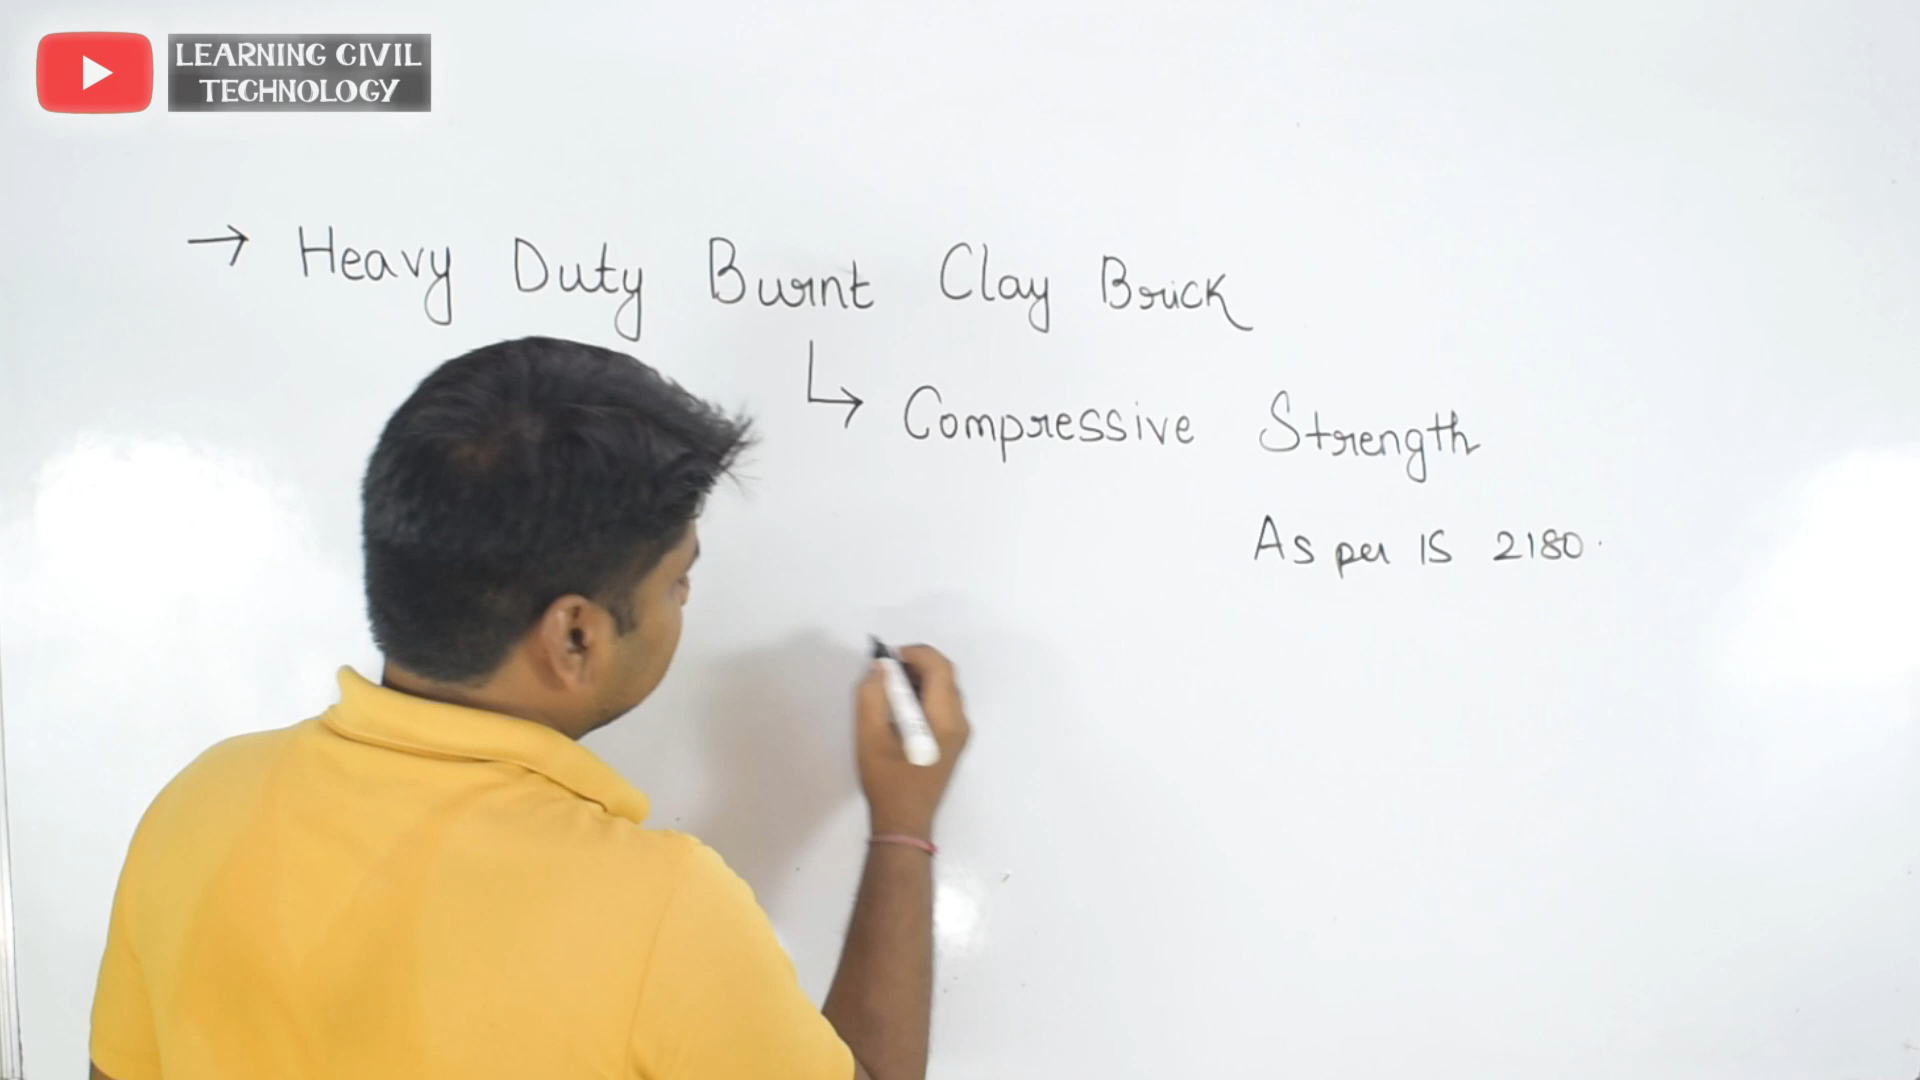 LEARNING CIVIL
TECHNOLOGY
→ Heavy Duty Burnt Clay Brick
↳ Compressive Strength
As per IS 2180.